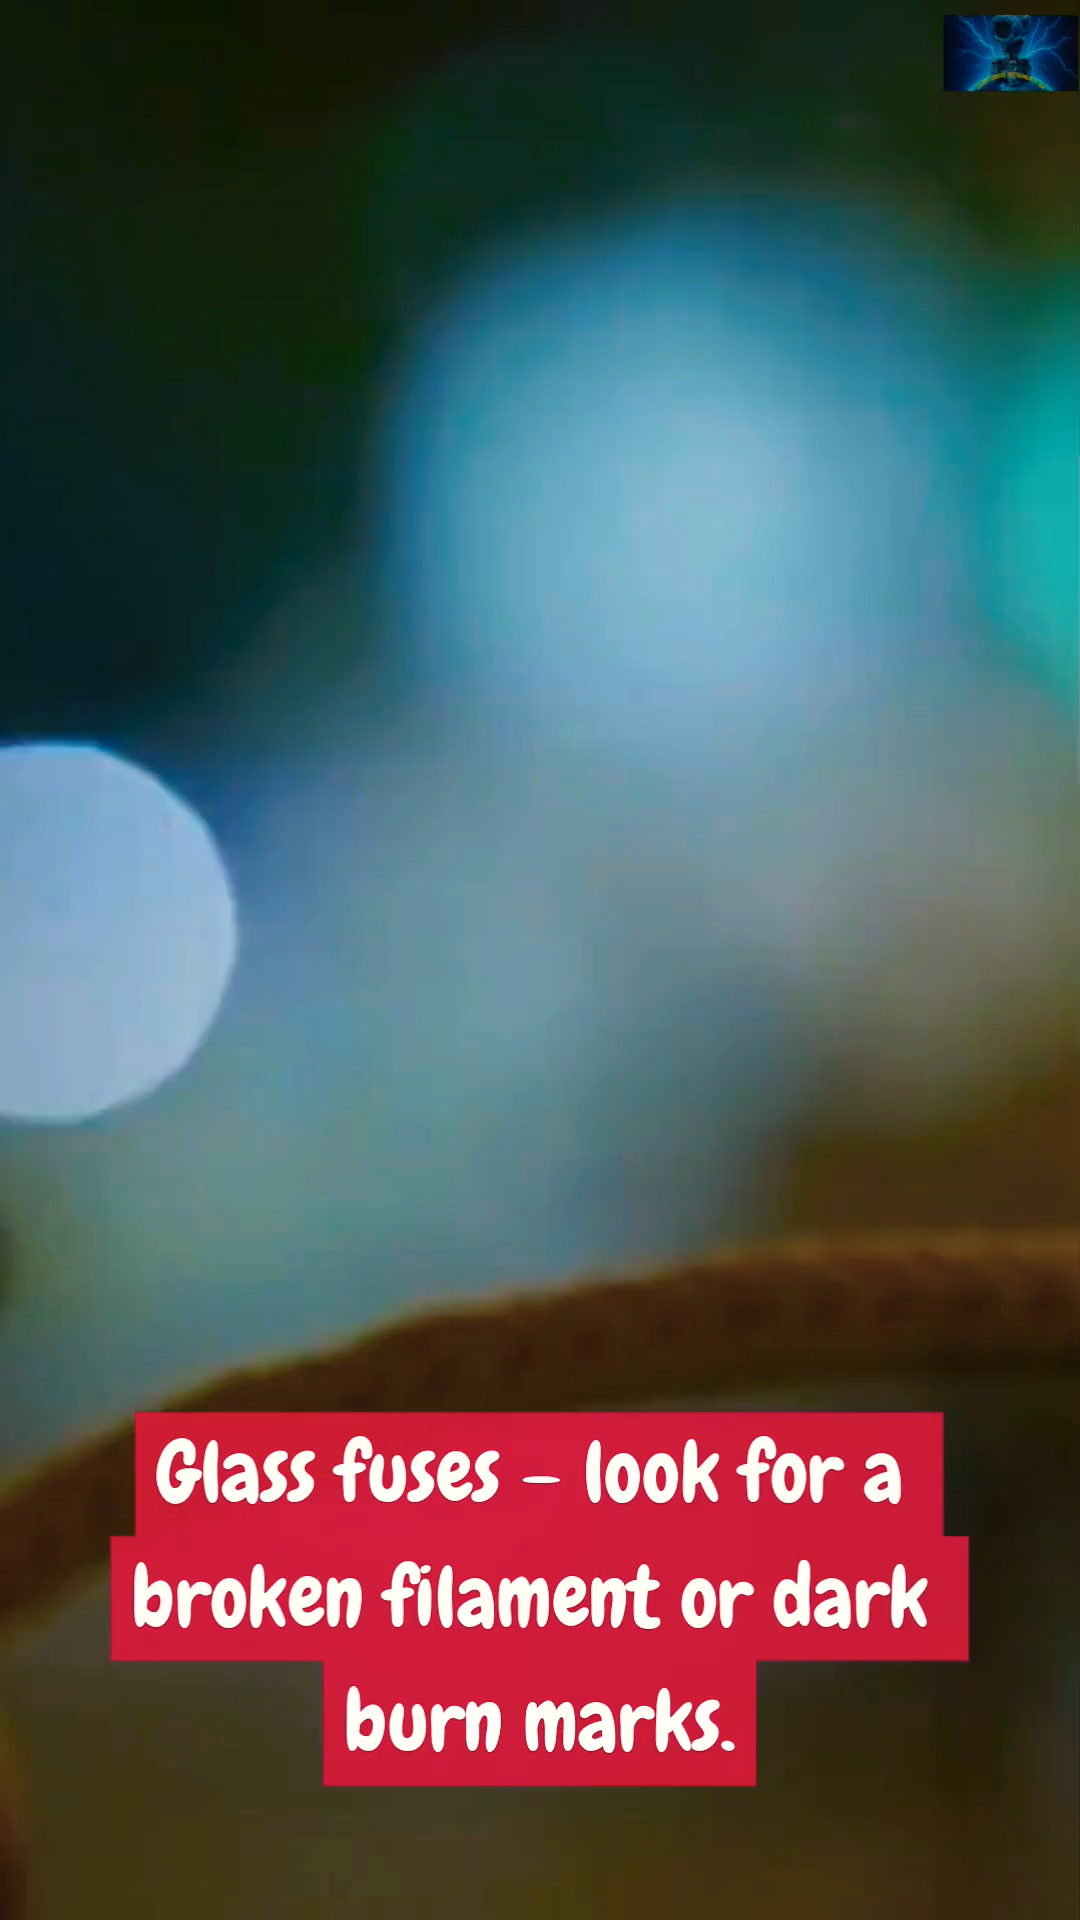 Glass fuses – look for a
broken filament or dark
burn marks.